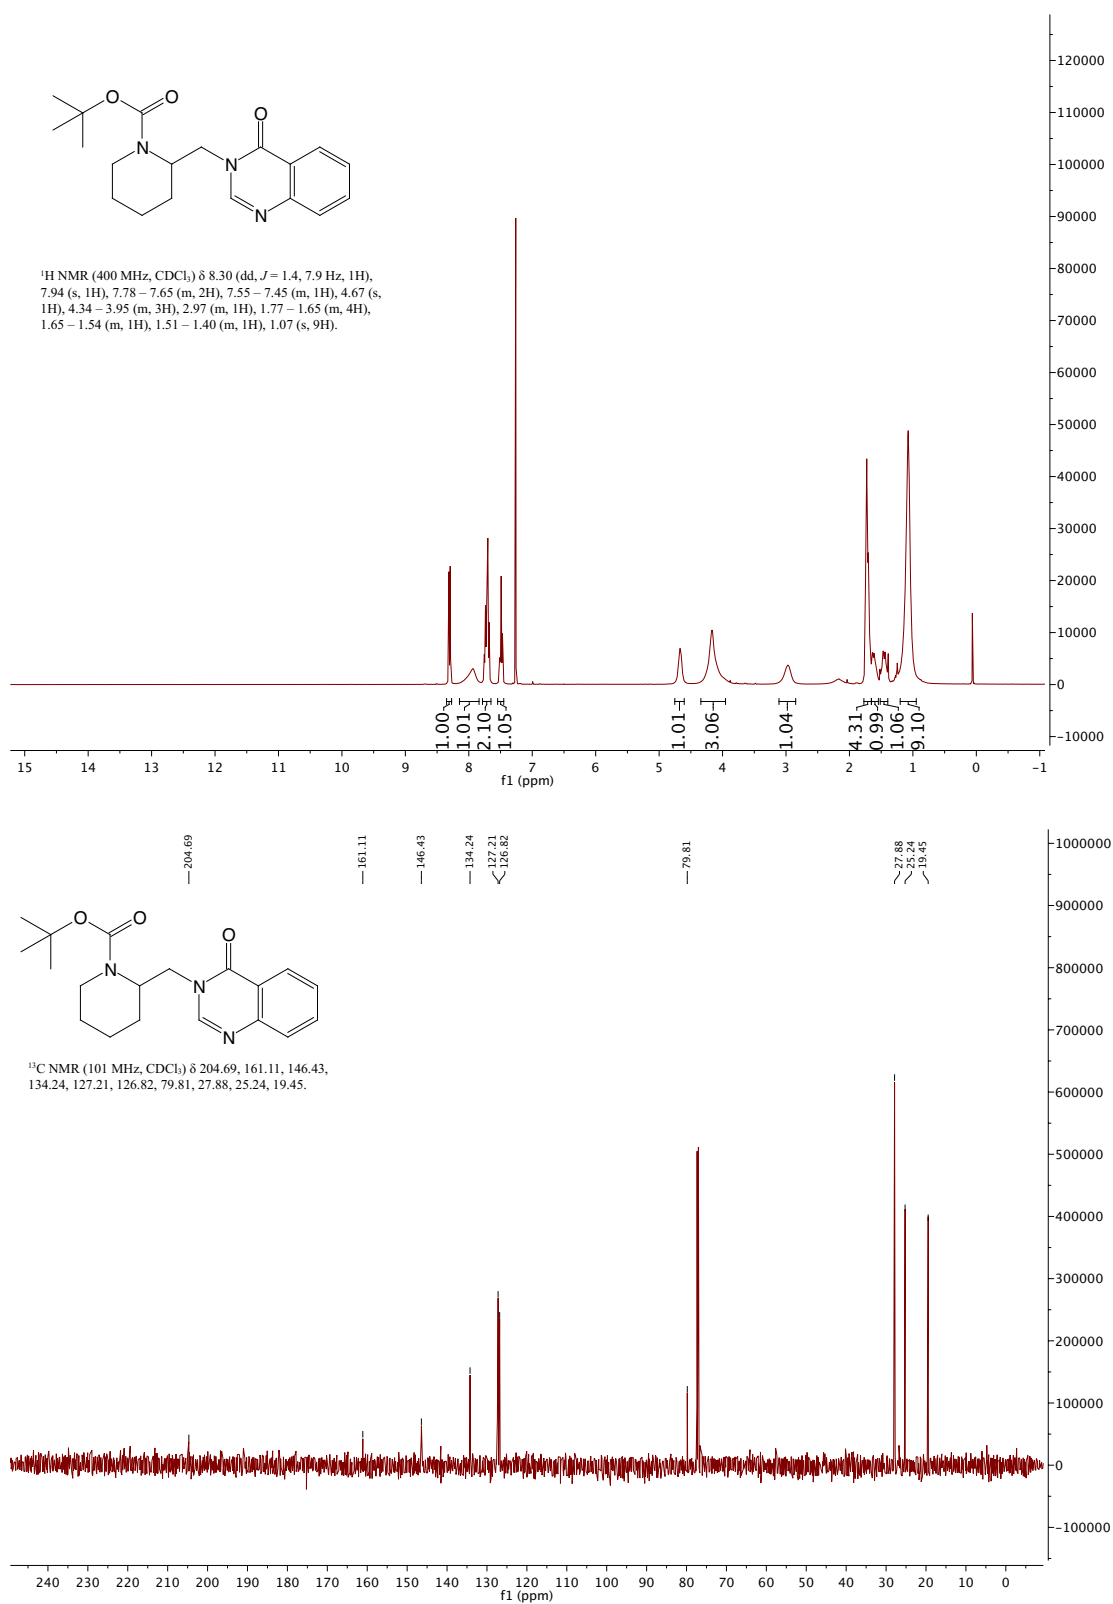 120000
110000
100000
90000
80000
70000
60000
50000
40000
30000
20000
10000
0
−10000
O
O
N
N
O
N
¹H NMR (400 MHz, CDCl₃) δ 8.30 (dd, J = 1.4, 7.9 Hz, 1H),
7.94 (s, 1H), 7.78 – 7.65 (m, 2H), 7.55 – 7.45 (m, 1H), 4.67 (s,
1H), 4.34 – 3.95 (m, 3H), 2.97 (m, 1H), 1.77 – 1.65 (m, 4H),
1.65 – 1.54 (m, 1H), 1.51 – 1.40 (m, 1H), 1.07 (s, 9H).
1.00 1.01 2.10 1.05 1.01 3.06 1.04 4.31 0.99 1.06 9.10
15 14 13 12 11 10 9 8 7 6 5 4 3 2 1 0 −1
f1 (ppm)
204.69 161.11 146.43 134.24 127.21 126.82 79.81 27.88 25.24 19.45
1000000
900000
800000
700000
600000
500000
400000
300000
200000
100000
0
−100000
O
O
N
N
O
N
¹³C NMR (101 MHz, CDCl₃) δ 204.69, 161.11, 146.43,
134.24, 127.21, 126.82, 79.81, 27.88, 25.24, 19.45.
240 230 220 210 200 190 180 170 160 150 140 130 120 110 100 90 80 70 60 50 40 30 20 10 0
f1 (ppm)